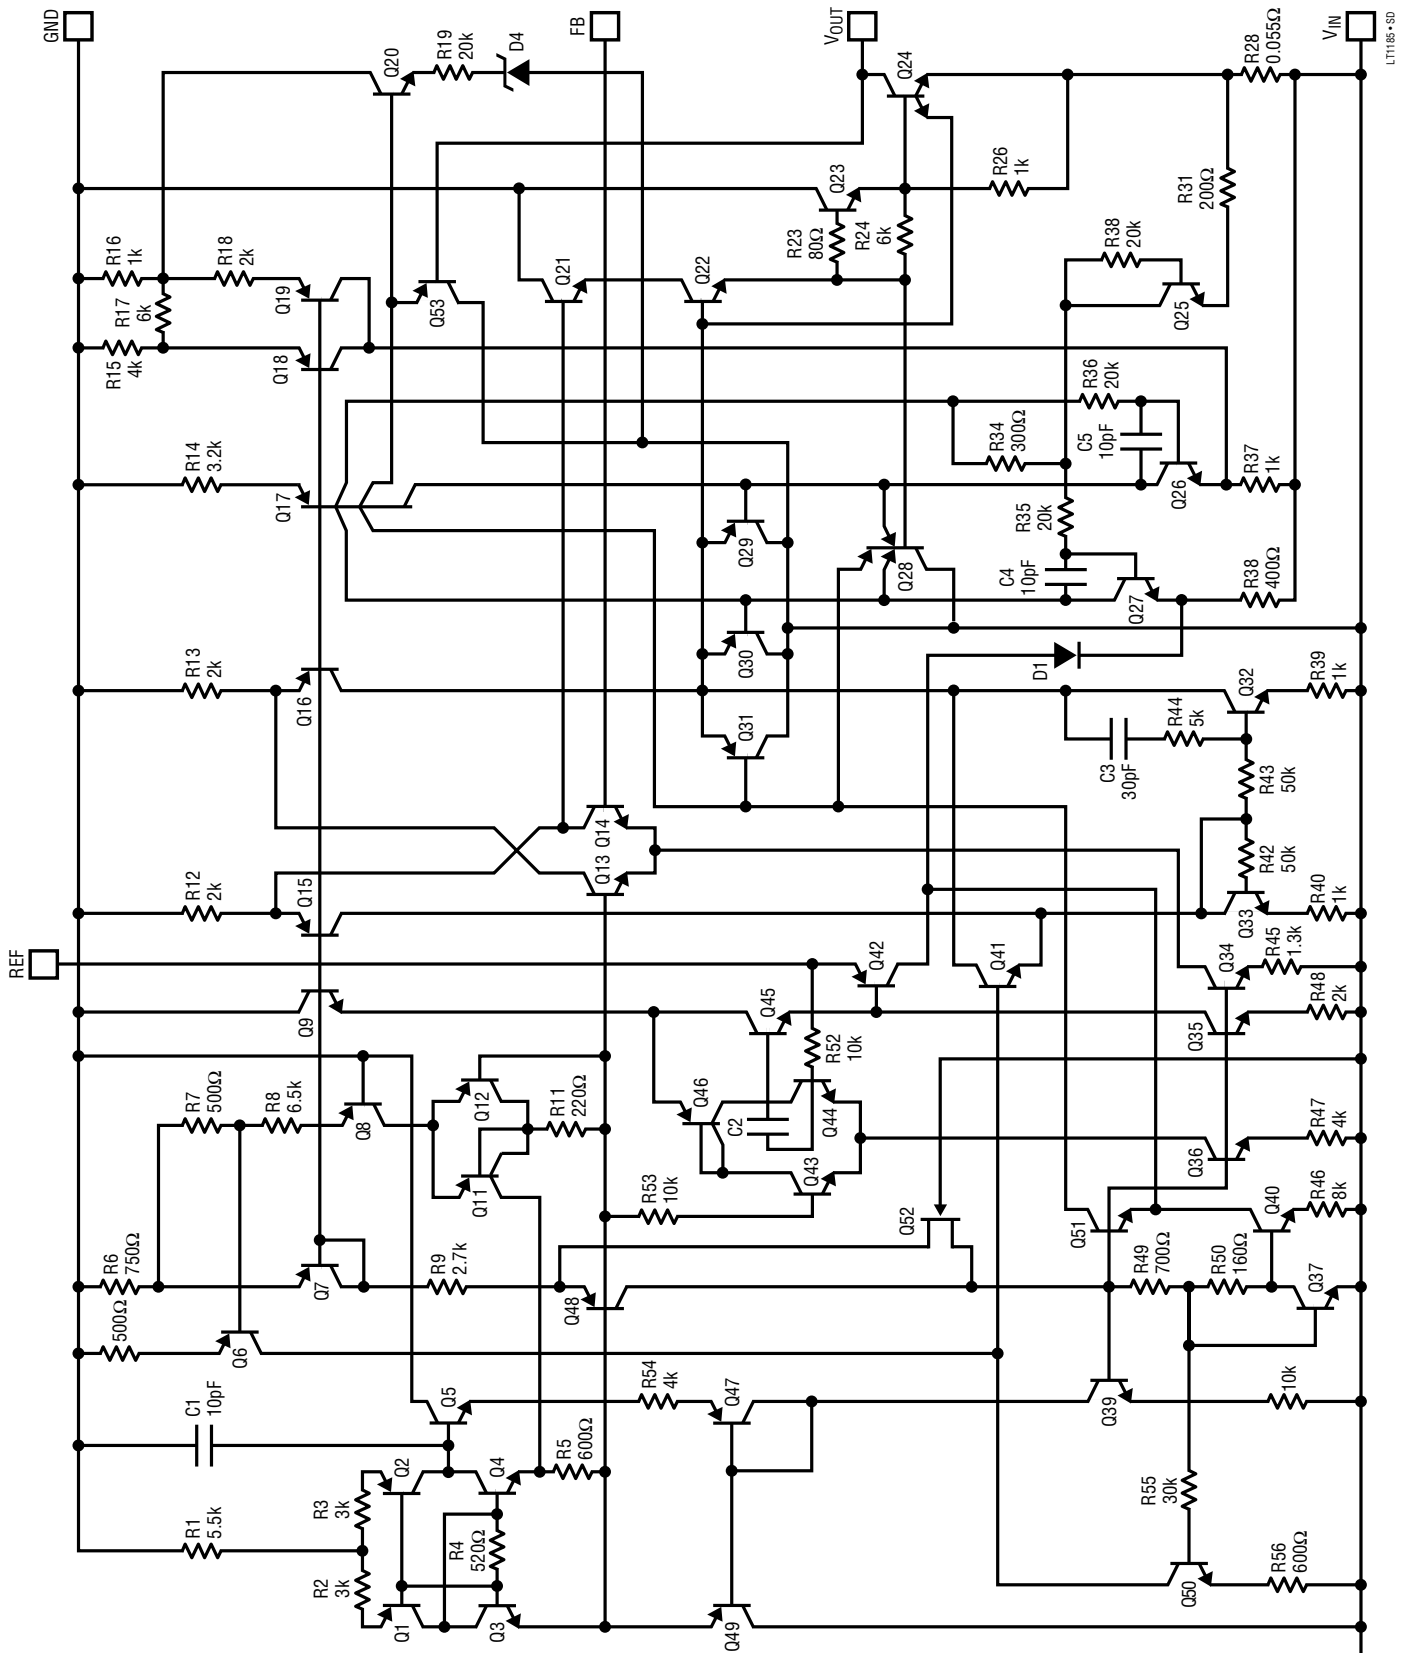 REF
GND
500Ω
R6
750Ω
R7
500Ω
R15
4k
R16
1k
R17
6k
C1
10pF
R1
5.5k
R12
2k
R13
2k
R14
3.2k
R18
2k
Q6
R8
6.5k
Q9
Q15
Q16
Q17
Q18
Q19
R2
3k
R3
3k
Q7
Q8
Q1
Q2
Q20
Q5
R9
2.7k
Q53
R19
20k
R4
520Ω
Q3
Q4
Q11
Q12
D4
R5
600Ω
Q48
R11
220Ω
Q21
FB
Q13
Q14
R54
4k
R53
10k
Q49
Q47
Q46
C2
Q45
Q31
Q30
Q29
Q22
Q43
Q44
R52
10k
R23
80Ω
Q23
VOUT
R24
6k
Q52
Q42
Q28
Q24
Q41
R34
300Ω
R26
1k
C4
10pF
R35
20k
D1
Q39
Q51
C3
30pF
C5
10pF
R36
20k
R38
20k
R55
30k
R49
700Ω
Q27
Q26
Q25
R31
200Ω
Q50
R50
160Ω
Q36
Q35
R44
5k
Q37
Q40
Q34
Q33
R42
50k
R43
50k
Q32
R38
400Ω
R37
1k
R28
0.055Ω
R56
600Ω
10k
R46
8k
R47
4k
R48
2k
R45
1.3k
R40
1k
R39
1k
VIN
LT1185 • SD